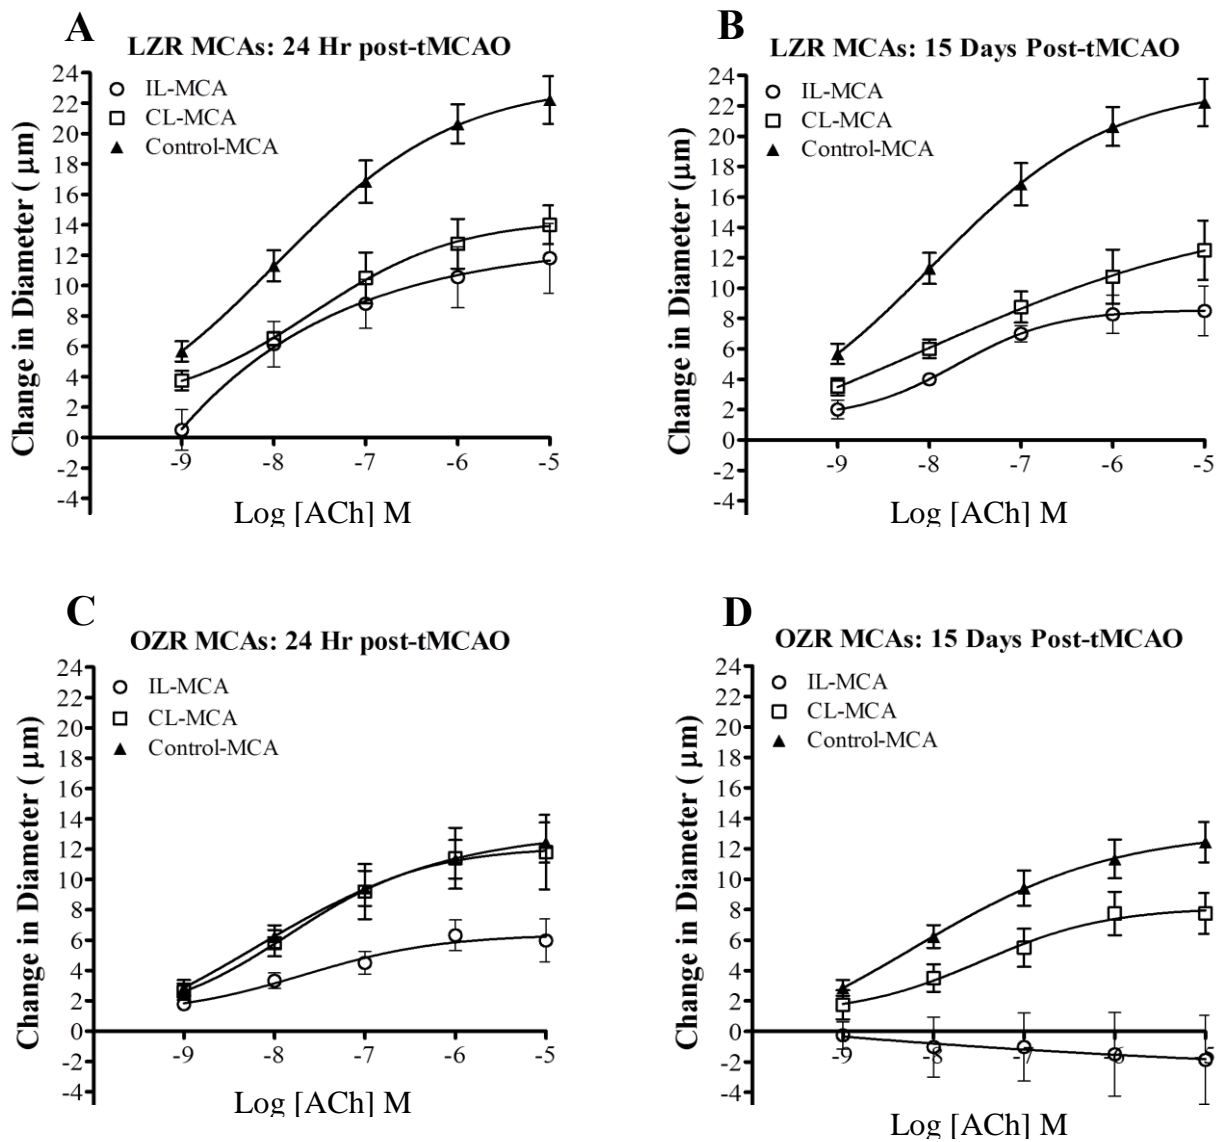 A
LZR MCAs: 24 Hr post-tMCAO
IL-MCA
CL-MCA
Control-MCA
Change in Diameter ( µm)
24
22
20
18
16
14
12
10
8
6
4
2
0
-2
-4
-9 -8 -7 -6 -5
Log [ACh] M
B
LZR MCAs: 15 Days Post-tMCAO
IL-MCA
CL-MCA
Control-MCA
Change in Diameter (µm)
24
22
20
18
16
14
12
10
8
6
4
2
0
-2
-4
-9 -8 -7 -6 -5
Log [ACh] M
C
OZR MCAs: 24 Hr post-tMCAO
IL-MCA
CL-MCA
Control-MCA
Change in Diameter ( µm)
24
22
20
18
16
14
12
10
8
6
4
2
0
-2
-4
-9 -8 -7 -6 -5
Log [ACh] M
D
OZR MCAs: 15 Days Post-tMCAO
IL-MCA
CL-MCA
Control-MCA
Change in Diameter ( µm)
24
22
20
18
16
14
12
10
8
6
4
2
0
-2
-4
-9 -8 -7 -6 -5
Log [ACh] M